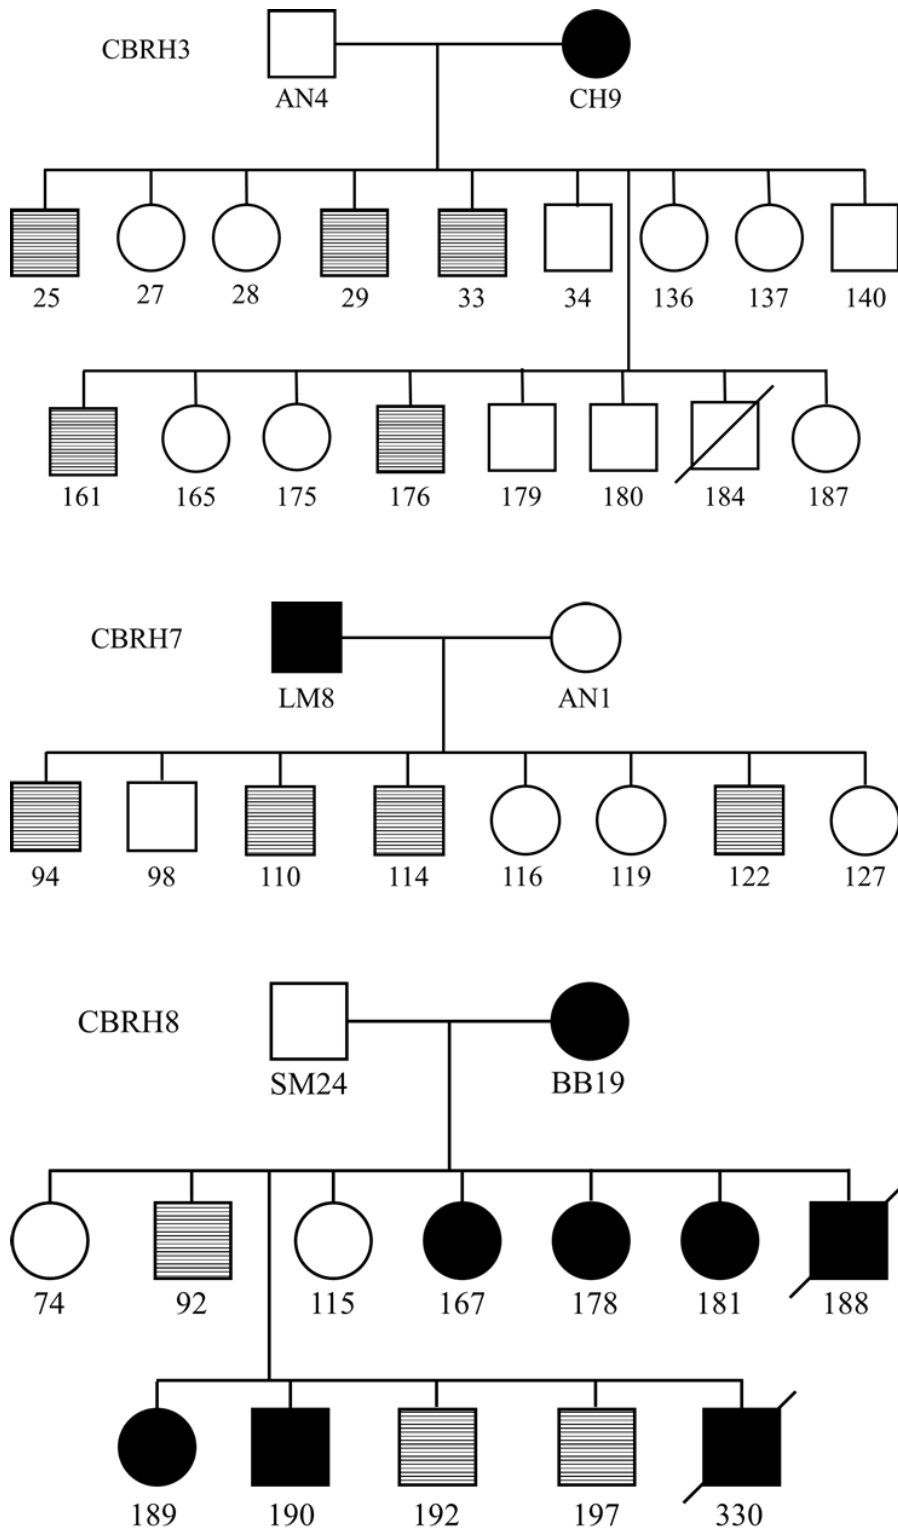 CBRH3
AN4 CH9
25 27 28 29 33 34 136 137 140
161 165 175 176 179 180 184 187
CBRH7
LM8 AN1
94 98 110 114 116 119 122 127
CBRH8
SM24 BB19
74 92 115 167 178 181 188
189 190 192 197 330